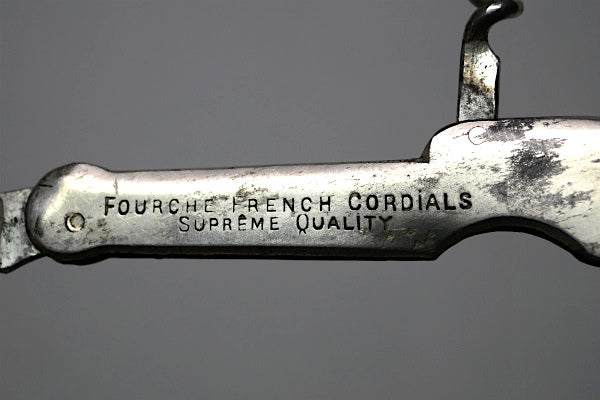 FOURCHE FRENCH CORDIALS
SUPRÊME QUALITY